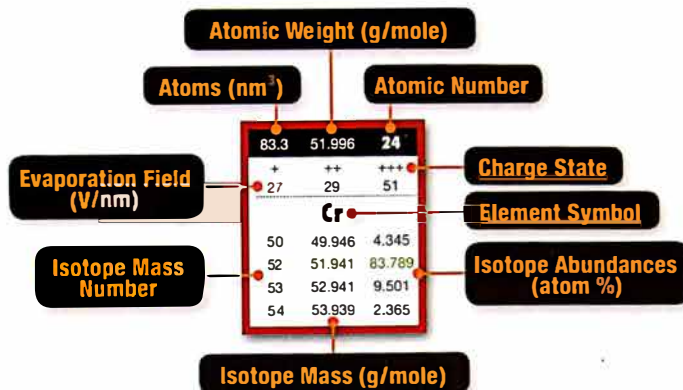 Atomic Weight (g/mole)
Atoms (nm³)
Atomic Number
83.3 51.996 24
+ ++ +++
27 29 51
Charge State
Evaporation Field
(V/nm)
Cr
Element Symbol
50 49.946 4.345
52 51.941 83.789
53 52.941 9.501
54 53.939 2.365
Isotope Mass
Number
Isotope Abundances
(atom %)
Isotope Mass (g/mole)